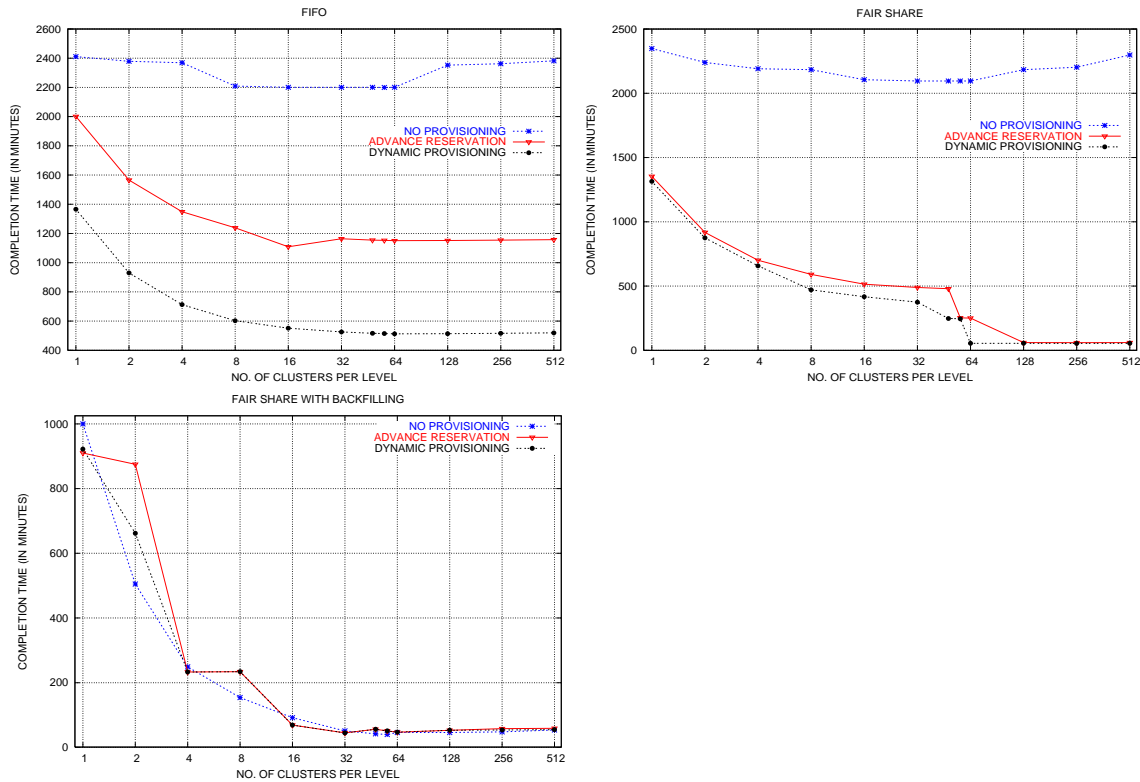 FIFO
2600
2400
2200
2000
1800
1600
1400
1200
1000
800
600
400
COMPLETION TIME (IN MINUTES)
NO PROVISIONING
ADVANCE RESERVATION
DYNAMIC PROVISIONING
1 2 4 8 16 32 64 128 256 512
NO. OF CLUSTERS PER LEVEL
FAIR SHARE
2500
2000
1500
1000
500
0
COMPLETION TIME (IN MINUTES)
NO PROVISIONING
ADVANCE RESERVATION
DYNAMIC PROVISIONING
1 2 4 8 16 32 64 128 256 512
NO. OF CLUSTERS PER LEVEL
FAIR SHARE WITH BACKFILLING
1000
800
600
400
200
0
COMPLETION TIME (IN MINUTES)
NO PROVISIONING
ADVANCE RESERVATION
DYNAMIC PROVISIONING
1 2 4 8 16 32 64 128 256 512
NO. OF CLUSTERS PER LEVEL